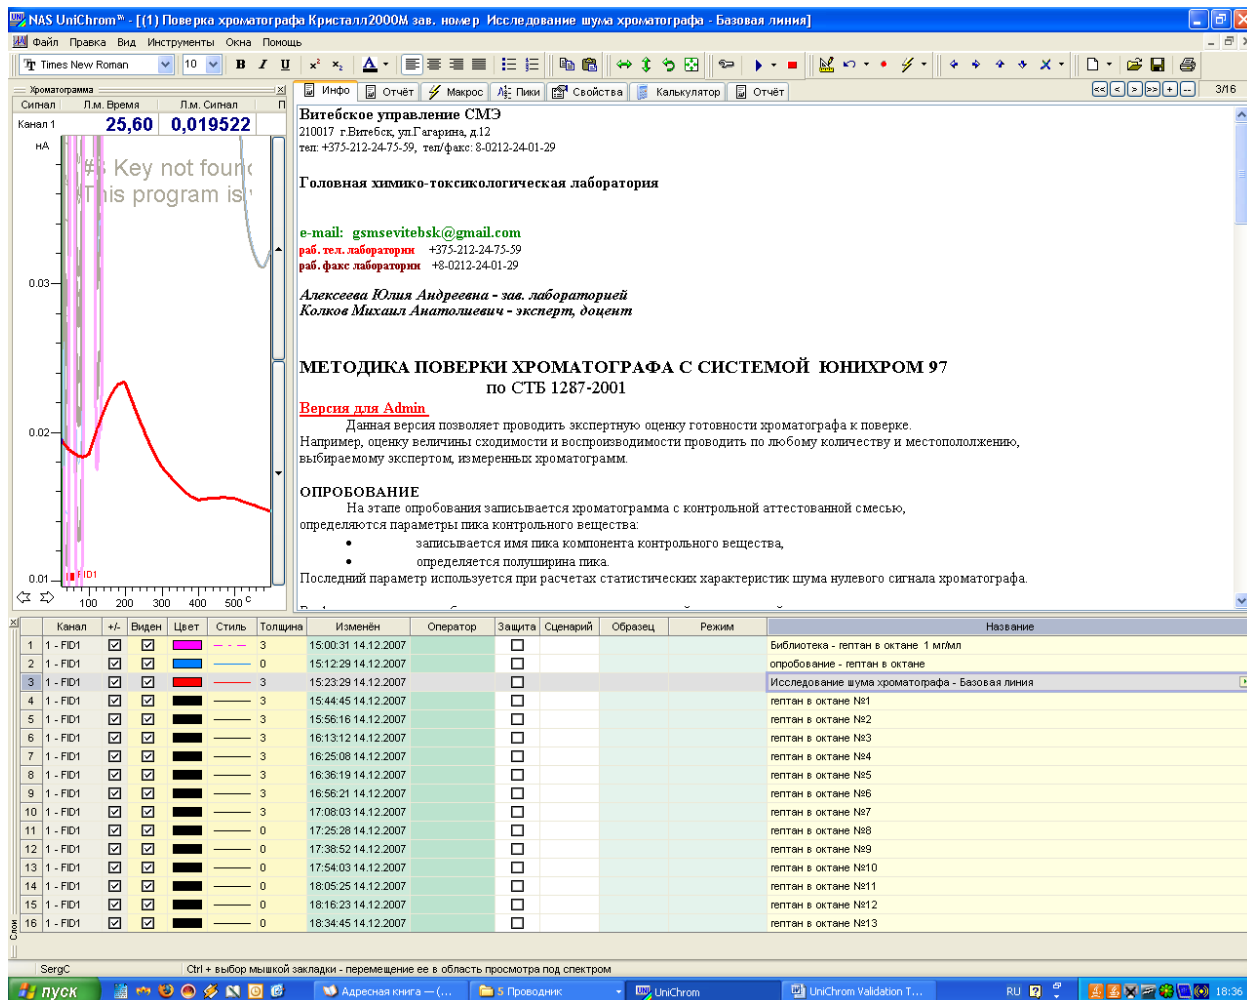 NAS UniChrom™ - [(1) Поверка хроматографа Кристалл2000М зав. номер Исследование шума хроматографа - Базовая линия]
Файл Правка Вид Инструменты Окна Помощь
Times New Roman 10 B I U x² x₂ A
Хроматограмма
Инфо Отчёт Макрос Пики Свойства Калькулятор Отчёт << < > >> + -- 3/16
Сигнал Л.м. Время Л.м. Сигнал П
Канал 1 25,60 0,019522
нА
#3 Key not found
This program is
0.03
0.02
0.01
FID1
100 200 300 400 500 с
Витебское управление СМЭ
210017 г.Витебск, ул.Гагарина, д.12
тел: +375-212-24-75-59, тел/факс: 8-0212-24-01-29
Головная химико-токсикологическая лаборатория
e-mail: gsmsevitebsk@gmail.com
раб. тел. лаборатории +375-212-24-75-59
раб. факс лаборатории +8-0212-24-01-29
Алексеева Юлия Андреевна - зав. лабораторией
Колков Михаил Анатолиевич - эксперт, доцент
МЕТОДИКА ПОВЕРКИ ХРОМАТОГРАФА С СИСТЕМОЙ ЮНИХРОМ 97
по СТБ 1287-2001
Версия для Admin
Данная версия позволяет проводить экспертную оценку готовности хроматографа к поверке.
Например, оценку величины сходимости и воспроизводимости проводить по любому количеству и местопололжению,
выбираемому экспертом, измеренных хроматограмм.
ОПРОБОВАНИЕ
На этапе опробования записывается хроматограмма с контрольной аттестованной смесью,
определяются параметры пика контрольного вещества:
• записывается имя пика компонента контрольного вещества,
• определяется полуширина пика.
Последний параметр используется при расчетах статистических характеристик шума нулевого сигнала хроматографа.
Канал +/- Виден Цвет Стиль Толщина Изменён Оператор Защита Сценарий Образец Режим Название
1 1 - FID1 3 15:00:31 14.12.2007 Библиотека - гептан в октане 1 мг/мл
2 1 - FID1 0 15:12:29 14.12.2007 опробование - гептан в октане
3 1 - FID1 3 15:23:29 14.12.2007 Исследование шума хроматографа - Базовая линия
4 1 - FID1 3 15:44:45 14.12.2007 гептан в октане №1
5 1 - FID1 3 15:56:16 14.12.2007 гептан в октане №2
6 1 - FID1 3 16:13:12 14.12.2007 гептан в октане №3
7 1 - FID1 3 16:25:08 14.12.2007 гептан в октане №4
8 1 - FID1 3 16:36:19 14.12.2007 гептан в октане №5
9 1 - FID1 3 16:56:21 14.12.2007 гептан в октане №6
10 1 - FID1 3 17:08:03 14.12.2007 гептан в октане №7
11 1 - FID1 0 17:25:28 14.12.2007 гептан в октане №8
12 1 - FID1 0 17:38:52 14.12.2007 гептан в октане №9
13 1 - FID1 0 17:54:03 14.12.2007 гептан в октане №10
14 1 - FID1 0 18:05:25 14.12.2007 гептан в октане №11
15 1 - FID1 0 18:16:23 14.12.2007 гептан в октане №12
16 1 - FID1 0 18:34:45 14.12.2007 гептан в октане №13
Слои
SergC Ctrl + выбор мышкой закладки - перемещение ее в область просмотра под спектром
пуск Адресная книга — (... 5 Проводник UniChrom UniChrom Validation T... RU 18:36